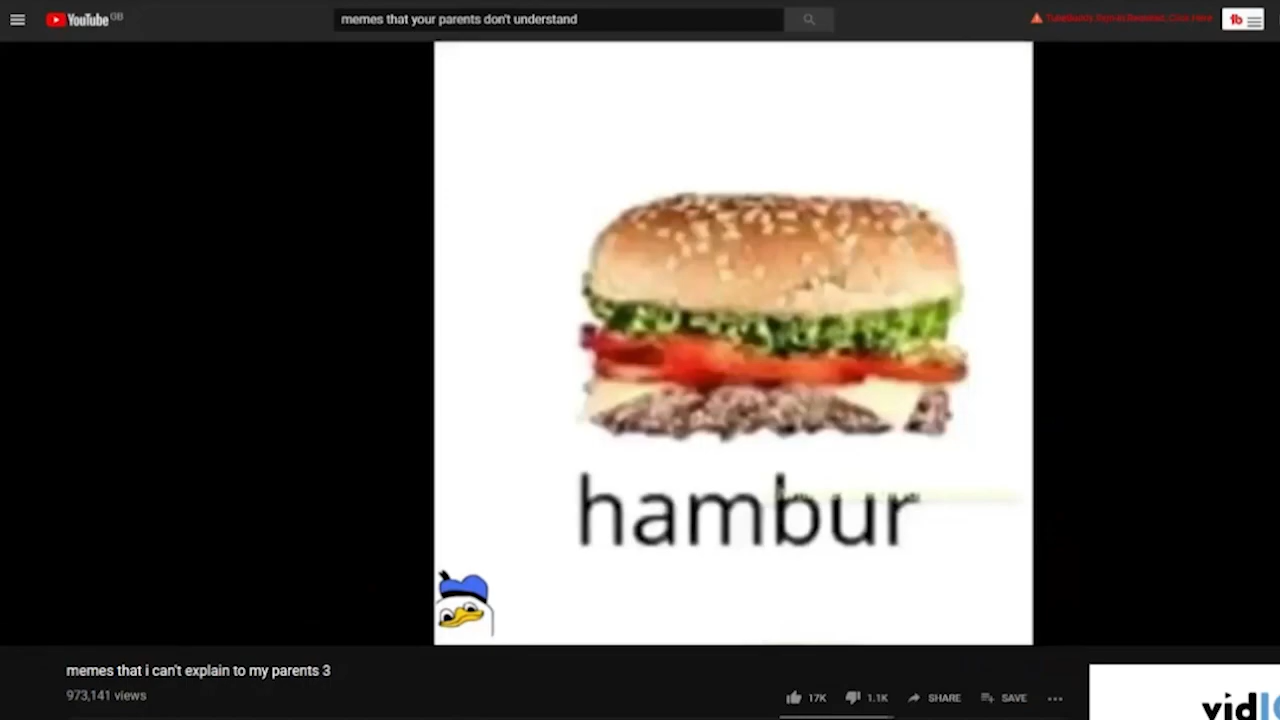 YouTube GB
memes that your parents don't understand
hambur
memes that i can't explain to my parents 3
973,141 views
17K
1.1K
SHARE
SAVE
vidI